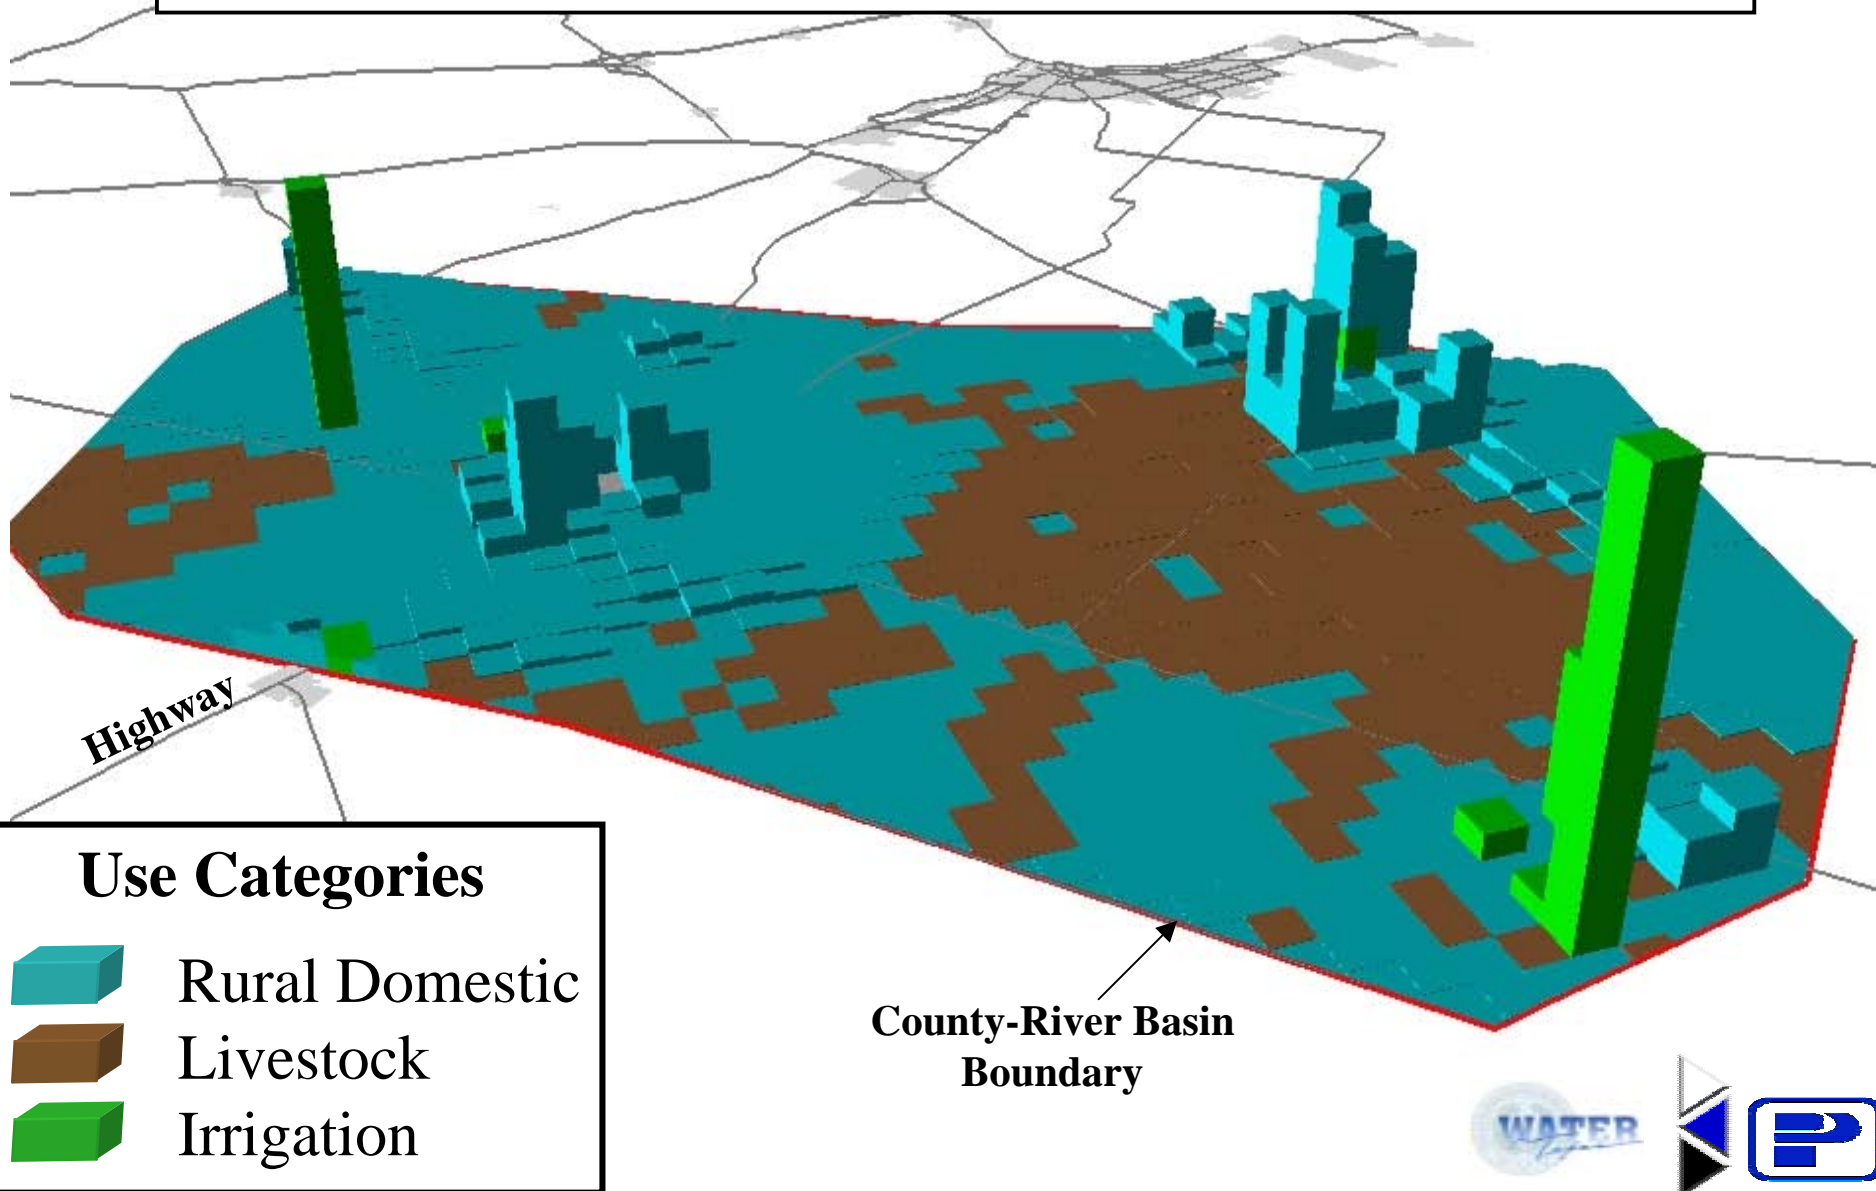 Highway
Use Categories
Rural Domestic
Livestock
Irrigation
County-River Basin
Boundary
WATER
P